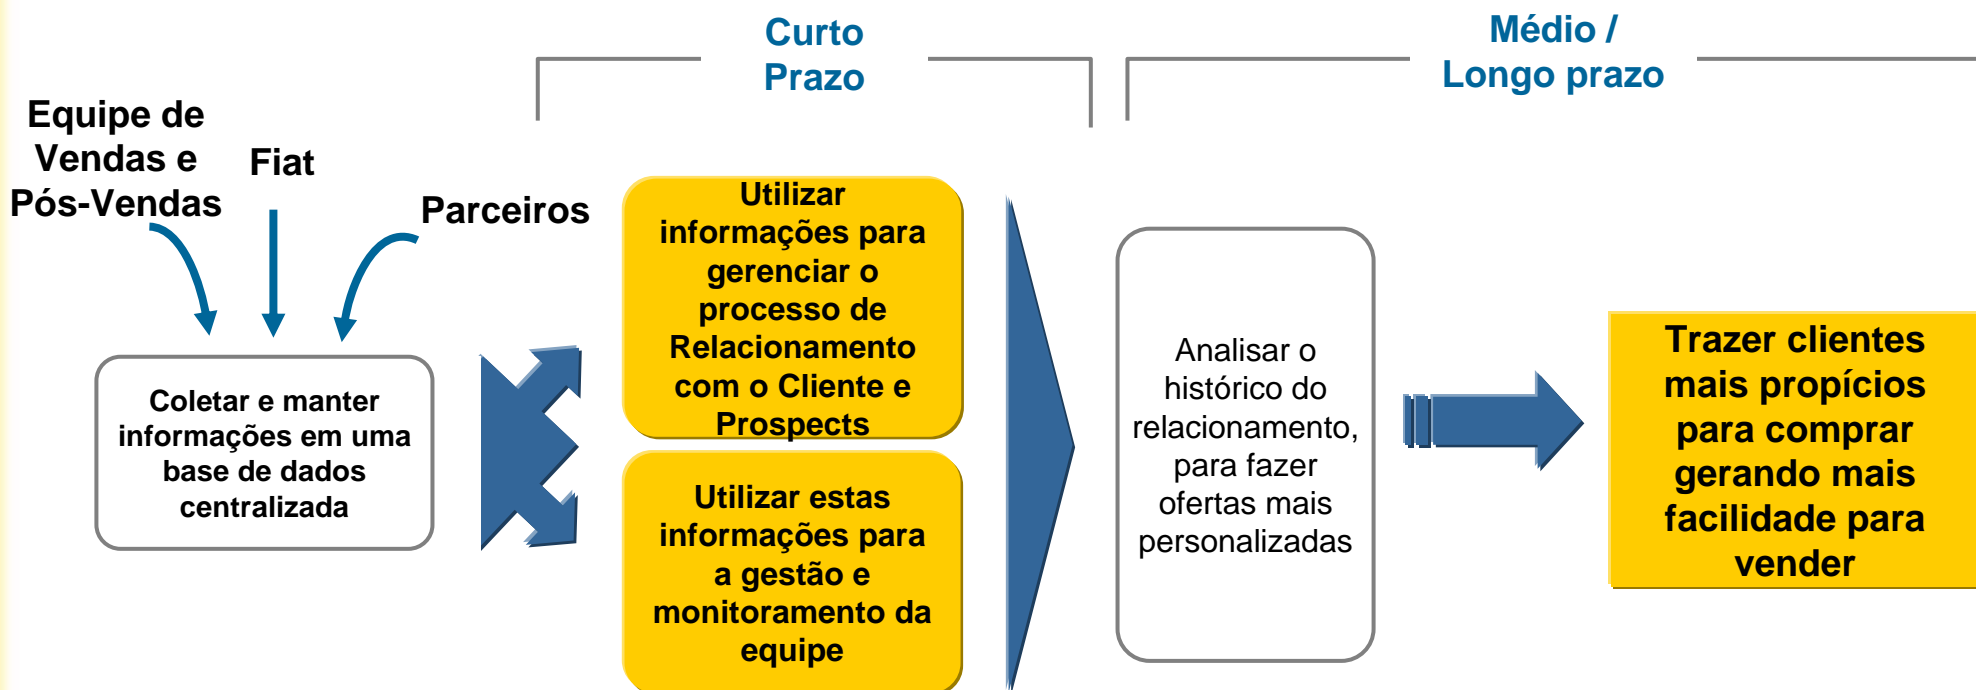 Curto
Prazo
Médio /
Longo prazo
Equipe de
Vendas e
Pós-Vendas
Fiat
Parceiros
Coletar e manter
informações em uma
base de dados
centralizada
Utilizar
informações para
gerenciar o
processo de
Relacionamento
com o Cliente e
Prospects
Utilizar estas
informações para
a gestão e
monitoramento da
equipe
Analisar o
histórico do
relacionamento,
para fazer
ofertas mais
personalizadas
Trazer clientes
mais propícios
para comprar
gerando mais
facilidade para
vender